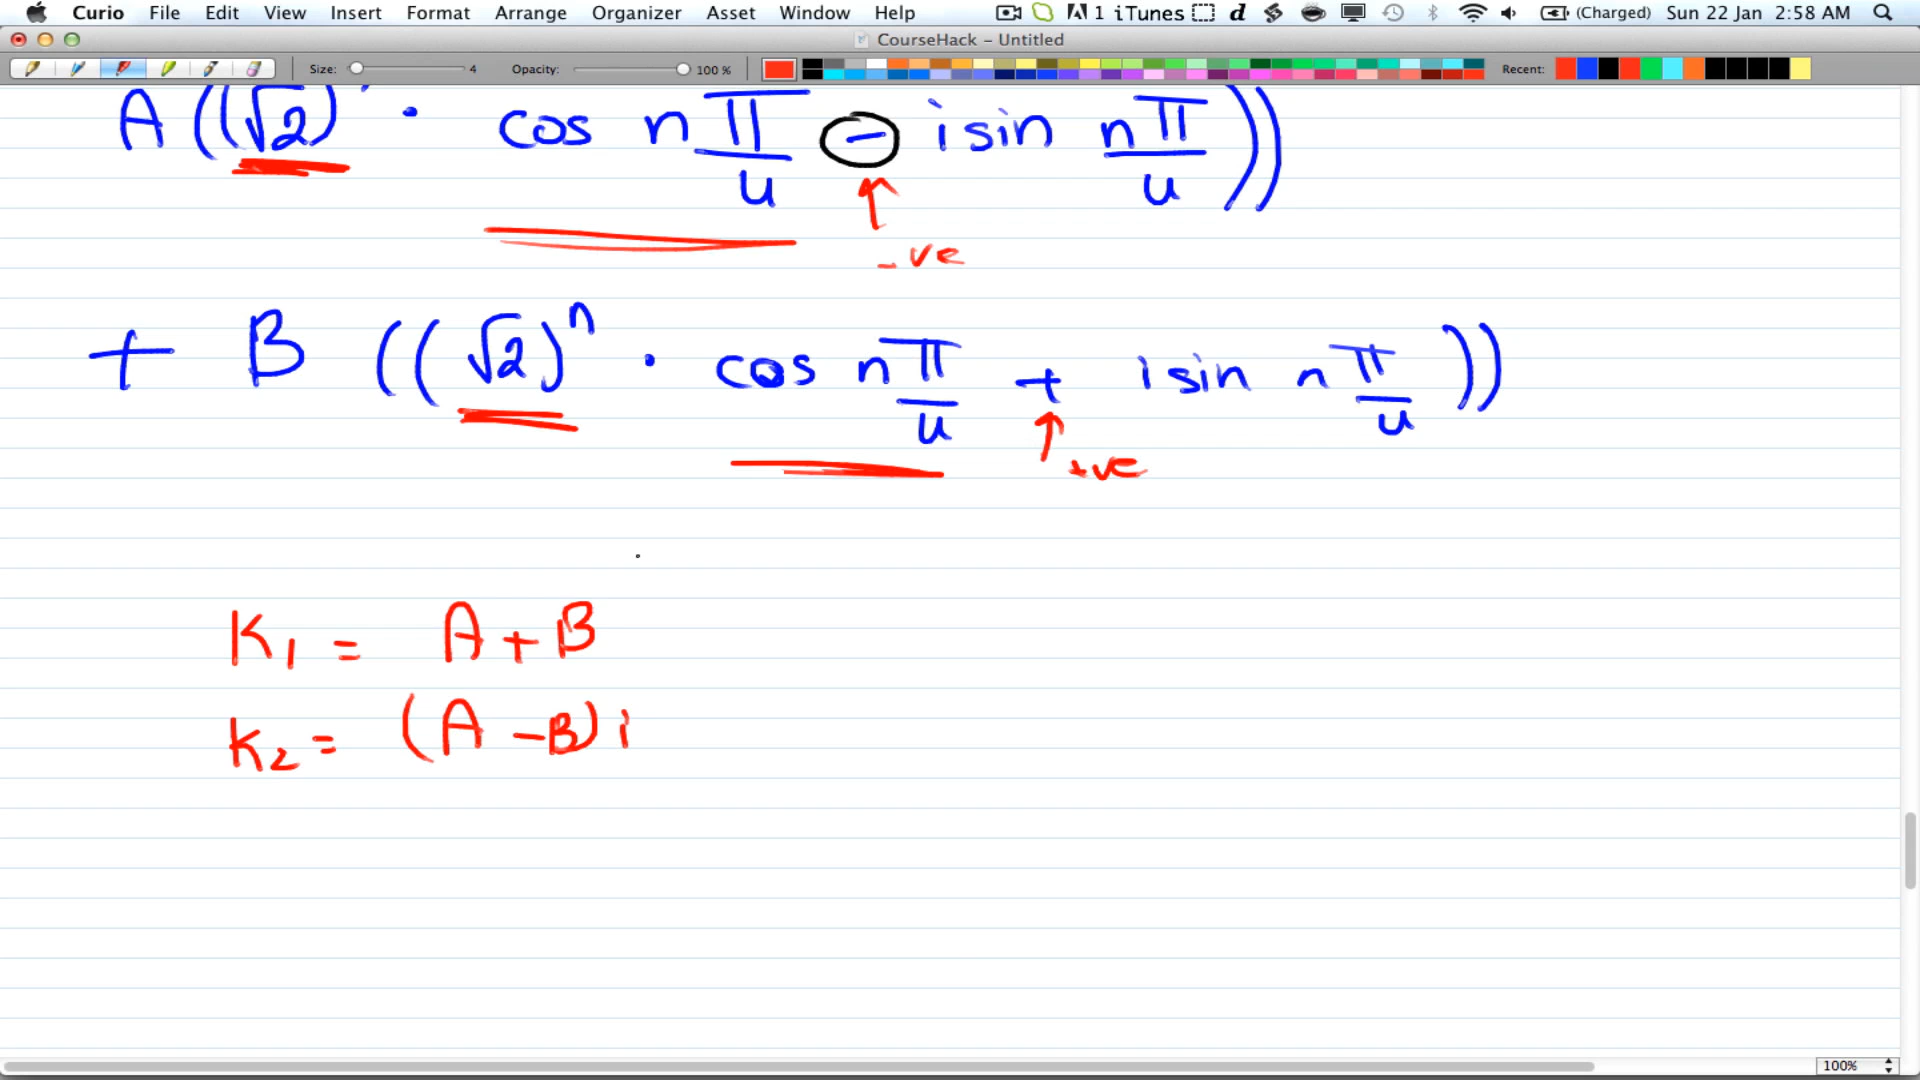 Curio File Edit View Insert Format Arrange Organizer Asset Window Help 1 iTunes d (Charged) Sun 22 Jan 2:58 AM
CourseHack – Untitled
Size: 4 Opacity: 100 % Recent:
A ((√2) · cos nπ/4 - i sin nπ/4))
-ve
+ B ((√2)^n · cos nπ/4 + i sin nπ/4))
+ve
K1 = A + B
K2 = (A - B) i
100%